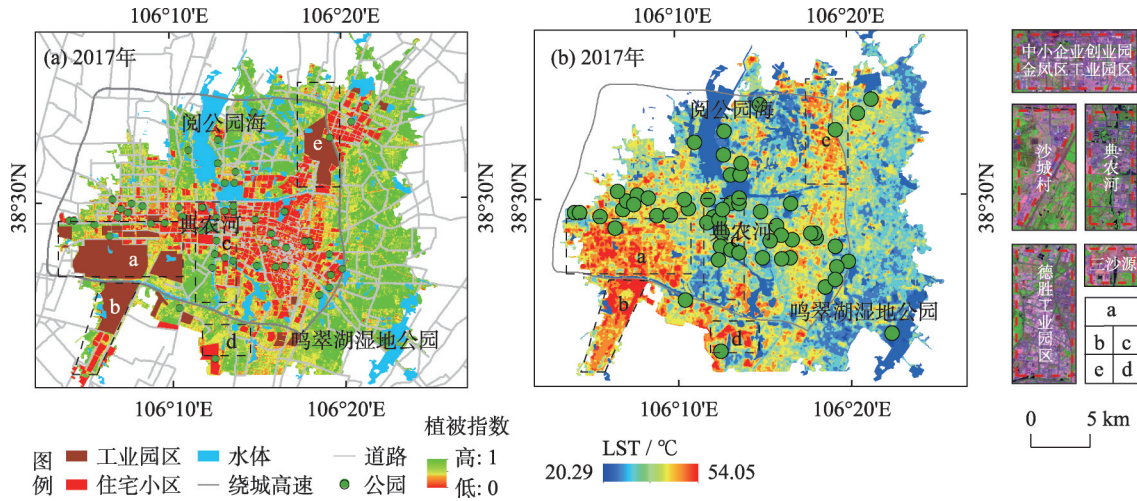 106°10′E
106°20′E
106°10′E
106°20′E
(a) 2017年
阅公园海
e
典农河
c
a
b
d
鸣翠湖湿地公园
38°30′N
38°30′N
106°10′E
106°20′E
(b) 2017年
阅公园海
e
典农河
c
a
b
d
鸣翠湖湿地公园
38°30′N
106°10′E
106°20′E
中小企业创业园
金凤区工业园区
沙城村
典农河
德胜工业园区
三沙源
a
b c
e d
0 5 km
图例
工业园区
水体
道路
住宅小区
绕城高速
公园
植被指数
高: 1
低: 0
LST / ℃
20.29
54.05